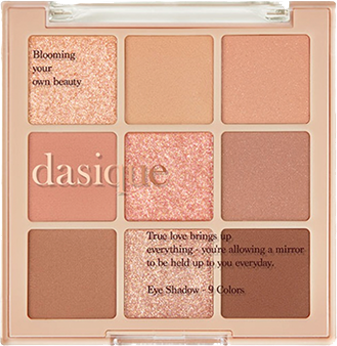 Blooming
your
own beauty
dasique
True love brings up
everything - you're allowing a mirror
to be held up to you everyday.
Eye Shadow - 9 Colors